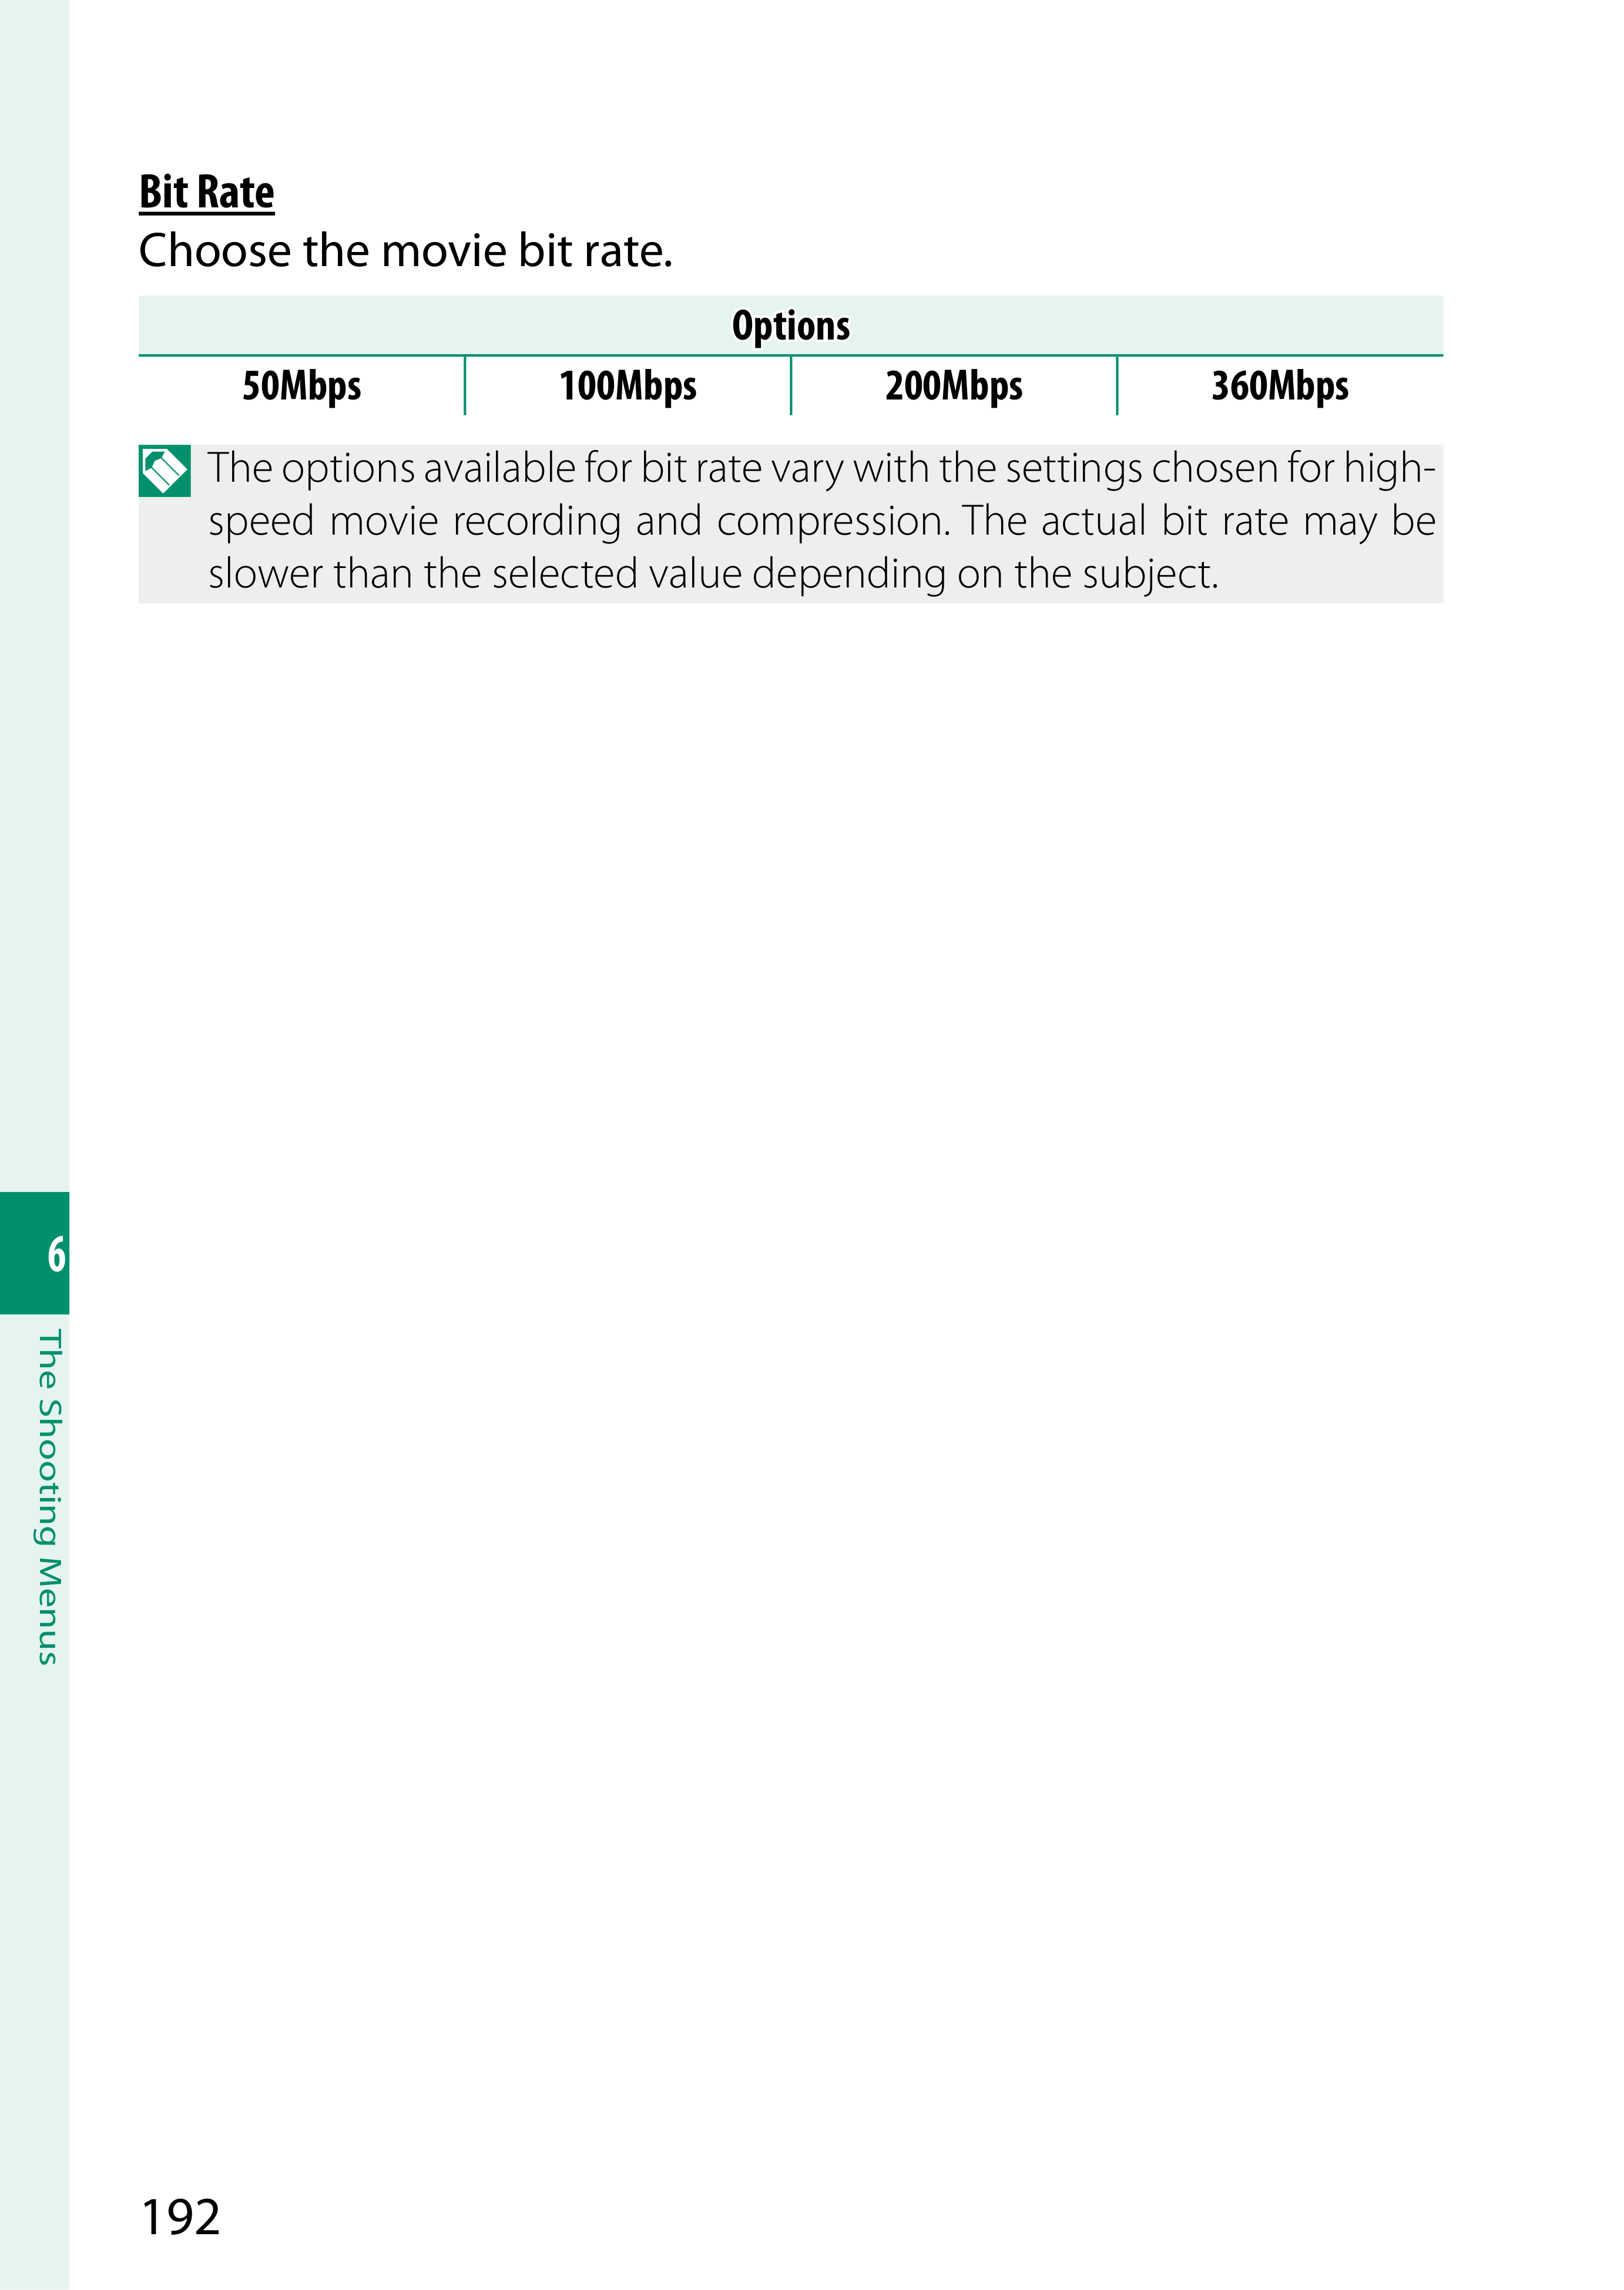 Bit Rate
Choose the movie bit rate.
Options
50Mbps 100Mbps 200Mbps 360Mbps
The options available for bit rate vary with the settings chosen for high-
speed movie recording and compression. The actual bit rate may be
slower than the selected value depending on the subject.
6
The Shooting Menus
192